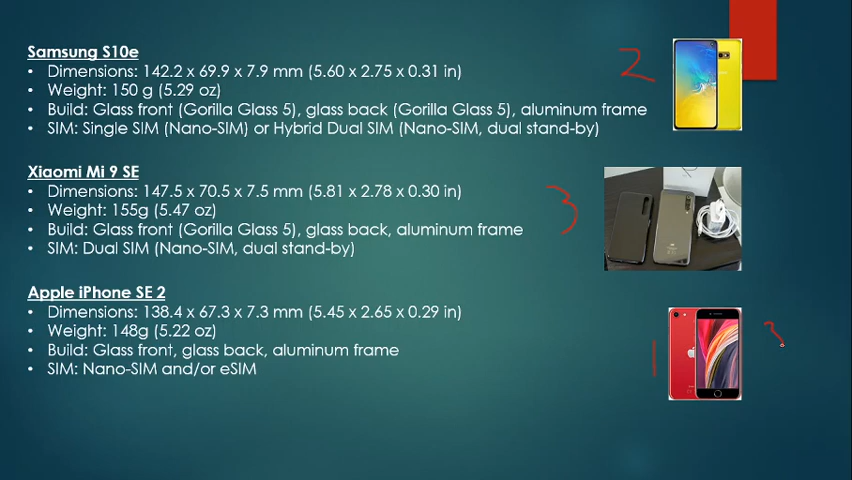 Samsung S10e
• Dimensions: 142.2 x 69.9 x 7.9 mm (5.60 x 2.75 x 0.31 in)
• Weight: 150 g (5.29 oz)
• Build: Glass front (Gorilla Glass 5), glass back (Gorilla Glass 5), aluminum frame
• SIM: Single SIM (Nano-SIM) or Hybrid Dual SIM (Nano-SIM, dual stand-by)
2
Xiaomi Mi 9 SE
• Dimensions: 147.5 x 70.5 x 7.5 mm (5.81 x 2.78 x 0.30 in)
• Weight: 155g (5.47 oz)
• Build: Glass front (Gorilla Glass 5), glass back, aluminum frame
• SIM: Dual SIM (Nano-SIM, dual stand-by)
3
Apple iPhone SE 2
• Dimensions: 138.4 x 67.3 x 7.3 mm (5.45 x 2.65 x 0.29 in)
• Weight: 148g (5.22 oz)
• Build: Glass front, glass back, aluminum frame
• SIM: Nano-SIM and/or eSIM
1